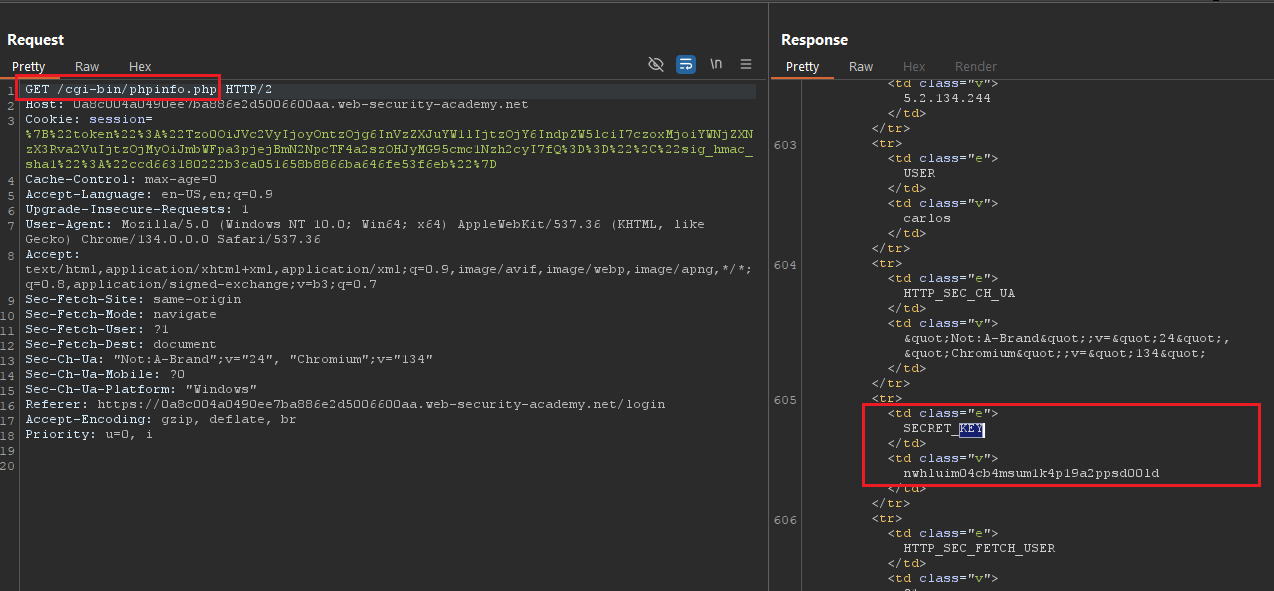 Request
Pretty Raw Hex
\n
1 GET /cgi-bin/phpinfo.php HTTP/2
2 Host: 0a8c004a0490ee7ba886e2d5006600aa.web-security-academy.net
3 Cookie: session=
%7B%22token%22%3A%22Tzo0OiJVc2VyIjoyOntzOjg6InVzZXJuYW1lIjtzOjY6IndpZW5lciI7czoxMjoiYWNjZXN
zX3Rva2VuIjtzOjMyOiJmbWFpa3pjejBmN2NpcTF4a2szOHJyMG95cmc1Nzh2cyI7fQ%3D%3D%22%2C%22sig_hmac_
sha1%22%3A%22ccd663180222b3ca051658b8866ba646fe53f6eb%22%7D
4 Cache-Control: max-age=0
5 Accept-Language: en-US,en;q=0.9
6 Upgrade-Insecure-Requests: 1
7 User-Agent: Mozilla/5.0 (Windows NT 10.0; Win64; x64) AppleWebKit/537.36 (KHTML, like
Gecko) Chrome/134.0.0.0 Safari/537.36
8 Accept:
text/html,application/xhtml+xml,application/xml;q=0.9,image/avif,image/webp,image/apng,*/*;
q=0.8,application/signed-exchange;v=b3;q=0.7
9 Sec-Fetch-Site: same-origin
10 Sec-Fetch-Mode: navigate
11 Sec-Fetch-User: ?1
12 Sec-Fetch-Dest: document
13 Sec-Ch-Ua: "Not:A-Brand";v="24", "Chromium";v="134"
14 Sec-Ch-Ua-Mobile: ?0
15 Sec-Ch-Ua-Platform: "Windows"
16 Referer: https://0a8c004a0490ee7ba886e2d5006600aa.web-security-academy.net/login
17 Accept-Encoding: gzip, deflate, br
18 Priority: u=0, i
19
20
Response
Pretty Raw Hex Render
<td class="v">
5.2.134.244
</td>
</tr>
603 <tr>
<td class="e">
USER
</td>
<td class="v">
carlos
</td>
</tr>
604 <tr>
<td class="e">
HTTP_SEC_CH_UA
</td>
<td class="v">
&quot;Not:A-Brand&quot;;v=&quot;24&quot;,
&quot;Chromium&quot;;v=&quot;134&quot;
</td>
</tr>
605 <tr>
<td class="e">
SECRET_KEY
</td>
<td class="v">
nwh1uim04cb4msum1k4p19a2ppsd001d
</td>
</tr>
606 <tr>
<td class="e">
HTTP_SEC_FETCH_USER
</td>
<td class="v">